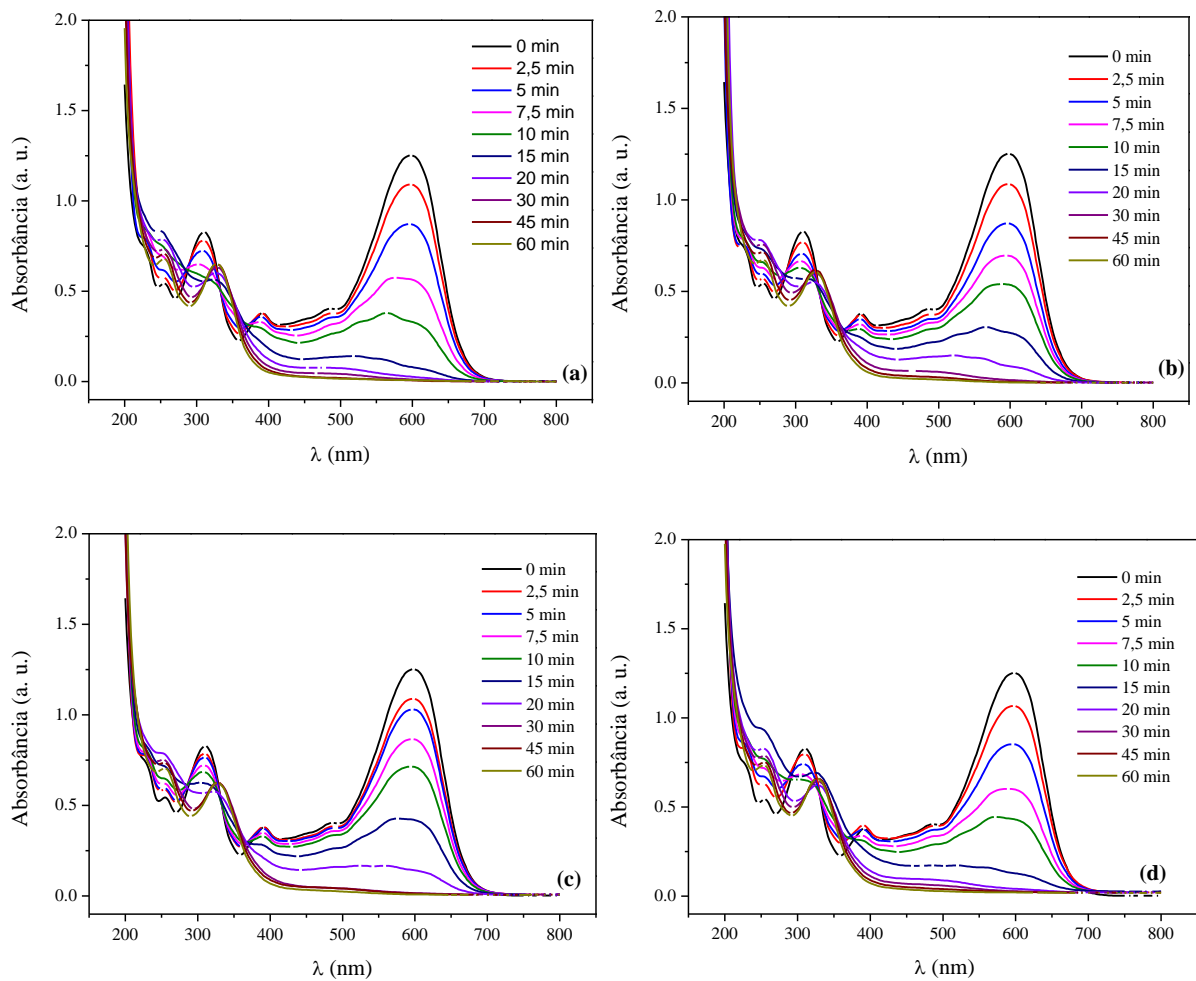 2.0
1.5
1.0
0.5
0.0
200 300 400 500 600 700 800
Absorbância (a. u.)
λ (nm)
0 min
2,5 min
5 min
7,5 min
10 min
15 min
20 min
30 min
45 min
60 min
(a)
2.0
1.5
1.0
0.5
0.0
200 300 400 500 600 700 800
Absorbância (a. u.)
λ (nm)
0 min
2,5 min
5 min
7,5 min
10 min
15 min
20 min
30 min
45 min
60 min
(b)
2.0
1.5
1.0
0.5
0.0
200 300 400 500 600 700 800
Absorbância (a. u.)
λ (nm)
0 min
2,5 min
5 min
7,5 min
10 min
15 min
20 min
30 min
45 min
60 min
(c)
2.0
1.5
1.0
0.5
0.0
200 300 400 500 600 700 800
Absorbância (a. u.)
λ (nm)
0 min
2,5 min
5 min
7,5 min
10 min
15 min
20 min
30 min
45 min
60 min
(d)